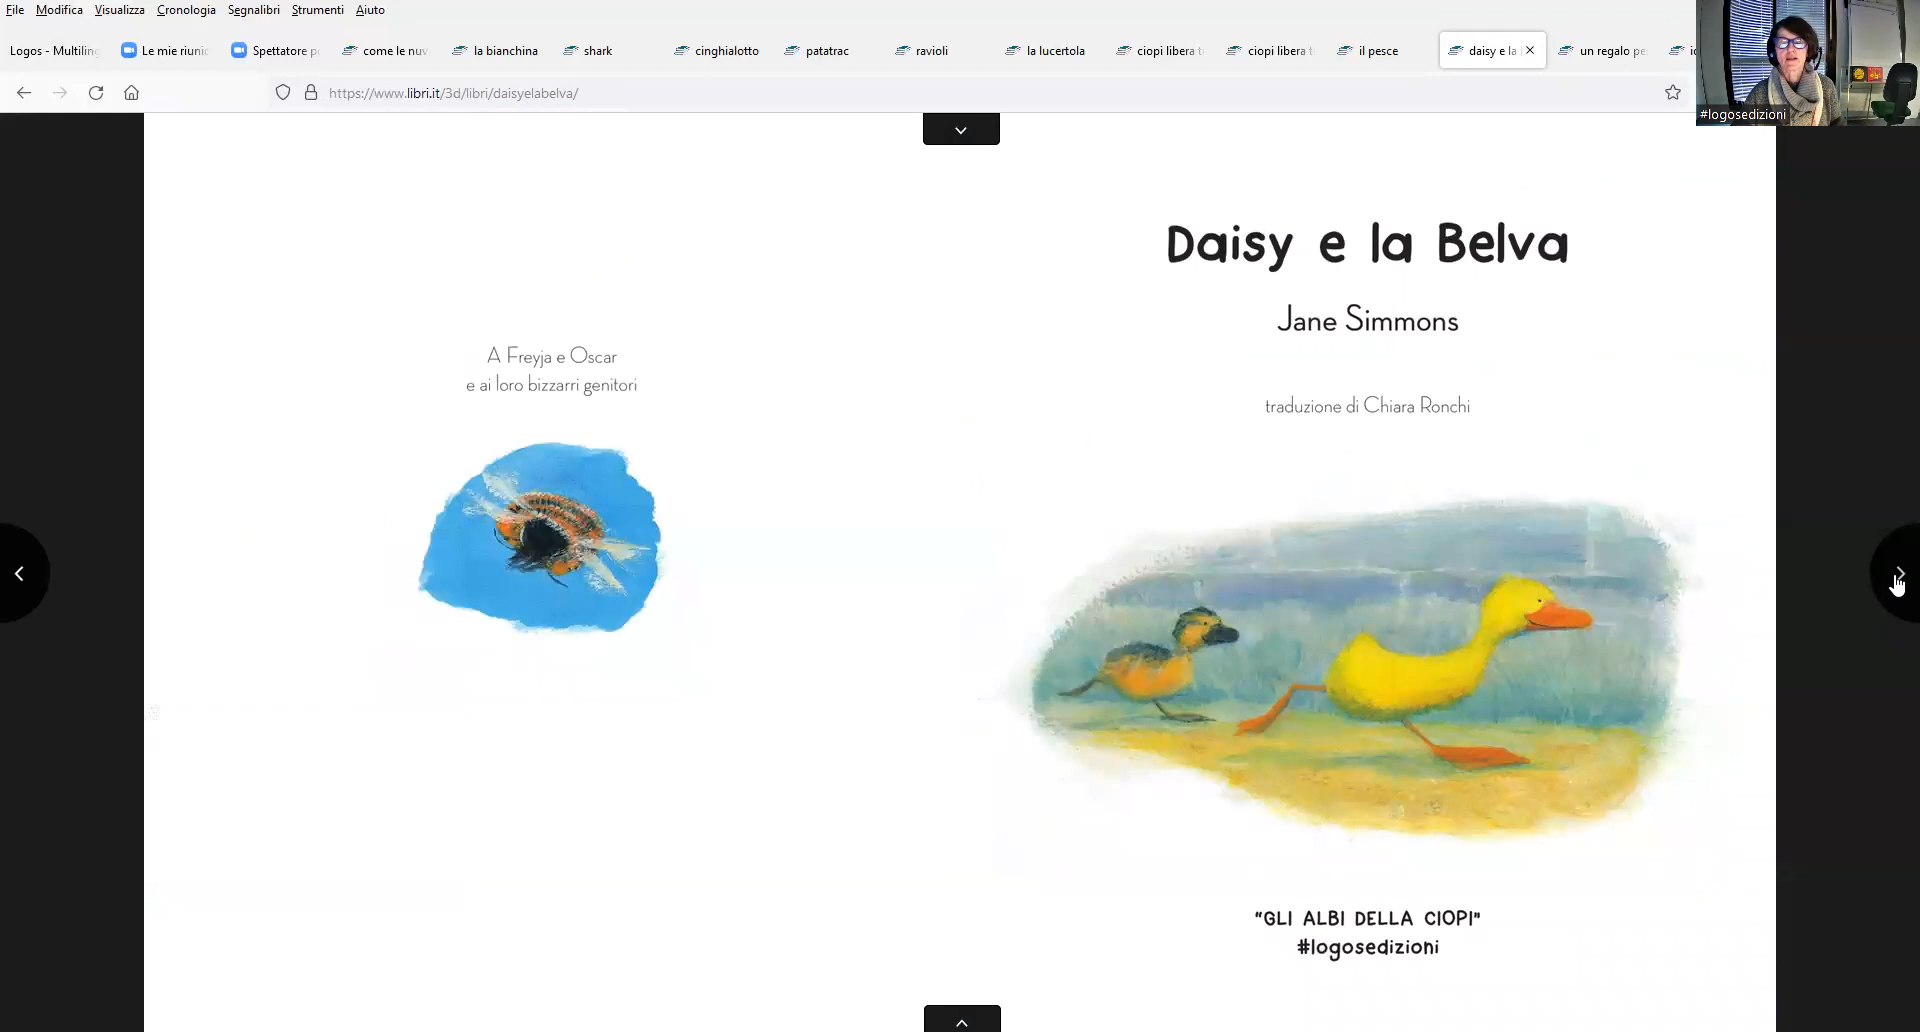 File Modifica Visualizza Cronologia Segnalibri Strumenti Aiuto
Logos - Multiling Le mie riunio Spettatore p come le nuv la bianchina shark cinghialotto patatrac ravioli la lucertola ciopi libera t ciopi libera t il pesce daisy e la un regalo pe
https://www.libri.it/3d/libri/daisyelabelva/
#logosedizioni
A Freyja e Oscar
e ai loro bizzarri genitori
Daisy e la Belva
Jane Simmons
traduzione di Chiara Ronchi
"GLI ALBI DELLA CIOPI"
#logosedizioni